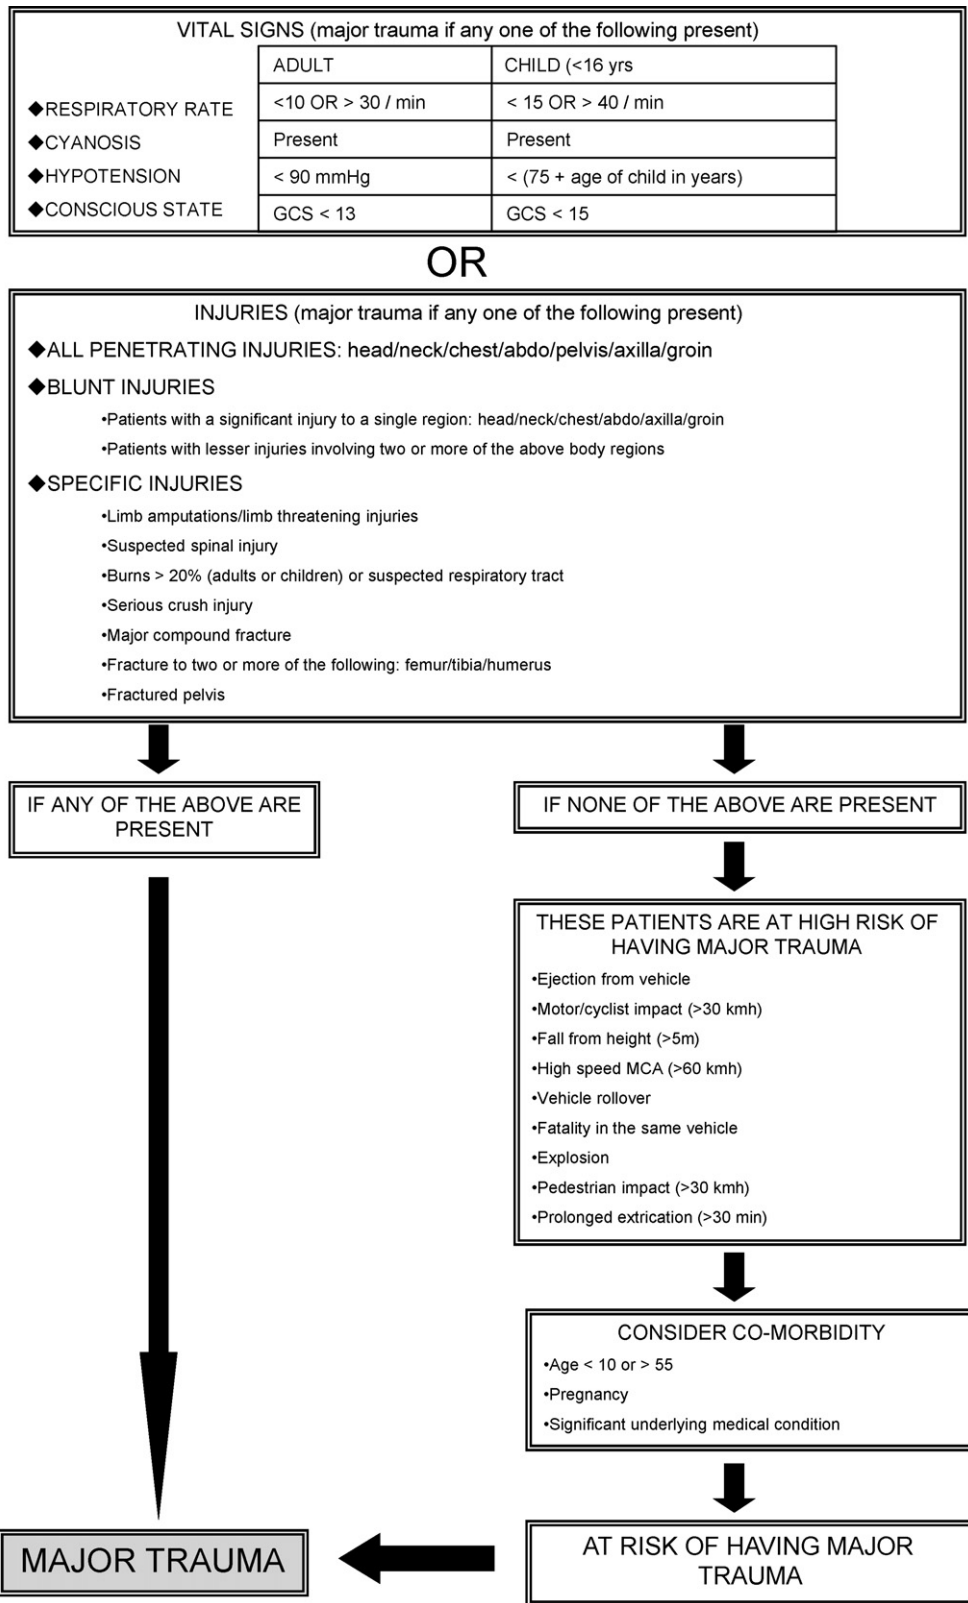 VITAL SIGNS (major trauma if any one of the following present)
ADULT CHILD (<16 yrs
◆RESPIRATORY RATE <10 OR > 30 / min < 15 OR > 40 / min
◆CYANOSIS Present Present
◆HYPOTENSION < 90 mmHg < (75 + age of child in years)
◆CONSCIOUS STATE GCS < 13 GCS < 15
OR
INJURIES (major trauma if any one of the following present)
◆ALL PENETRATING INJURIES: head/neck/chest/abdo/pelvis/axilla/groin
◆BLUNT INJURIES
•Patients with a significant injury to a single region: head/neck/chest/abdo/axilla/groin
•Patients with lesser injuries involving two or more of the above body regions
◆SPECIFIC INJURIES
•Limb amputations/limb threatening injuries
•Suspected spinal injury
•Burns > 20% (adults or children) or suspected respiratory tract
•Serious crush injury
•Major compound fracture
•Fracture to two or more of the following: femur/tibia/humerus
•Fractured pelvis
IF ANY OF THE ABOVE ARE
PRESENT
IF NONE OF THE ABOVE ARE PRESENT
THESE PATIENTS ARE AT HIGH RISK OF
HAVING MAJOR TRAUMA
•Ejection from vehicle
•Motor/cyclist impact (>30 kmh)
•Fall from height (>5m)
•High speed MCA (>60 kmh)
•Vehicle rollover
•Fatality in the same vehicle
•Explosion
•Pedestrian impact (>30 kmh)
•Prolonged extrication (>30 min)
CONSIDER CO-MORBIDITY
•Age < 10 or > 55
•Pregnancy
•Significant underlying medical condition
AT RISK OF HAVING MAJOR
TRAUMA
MAJOR TRAUMA